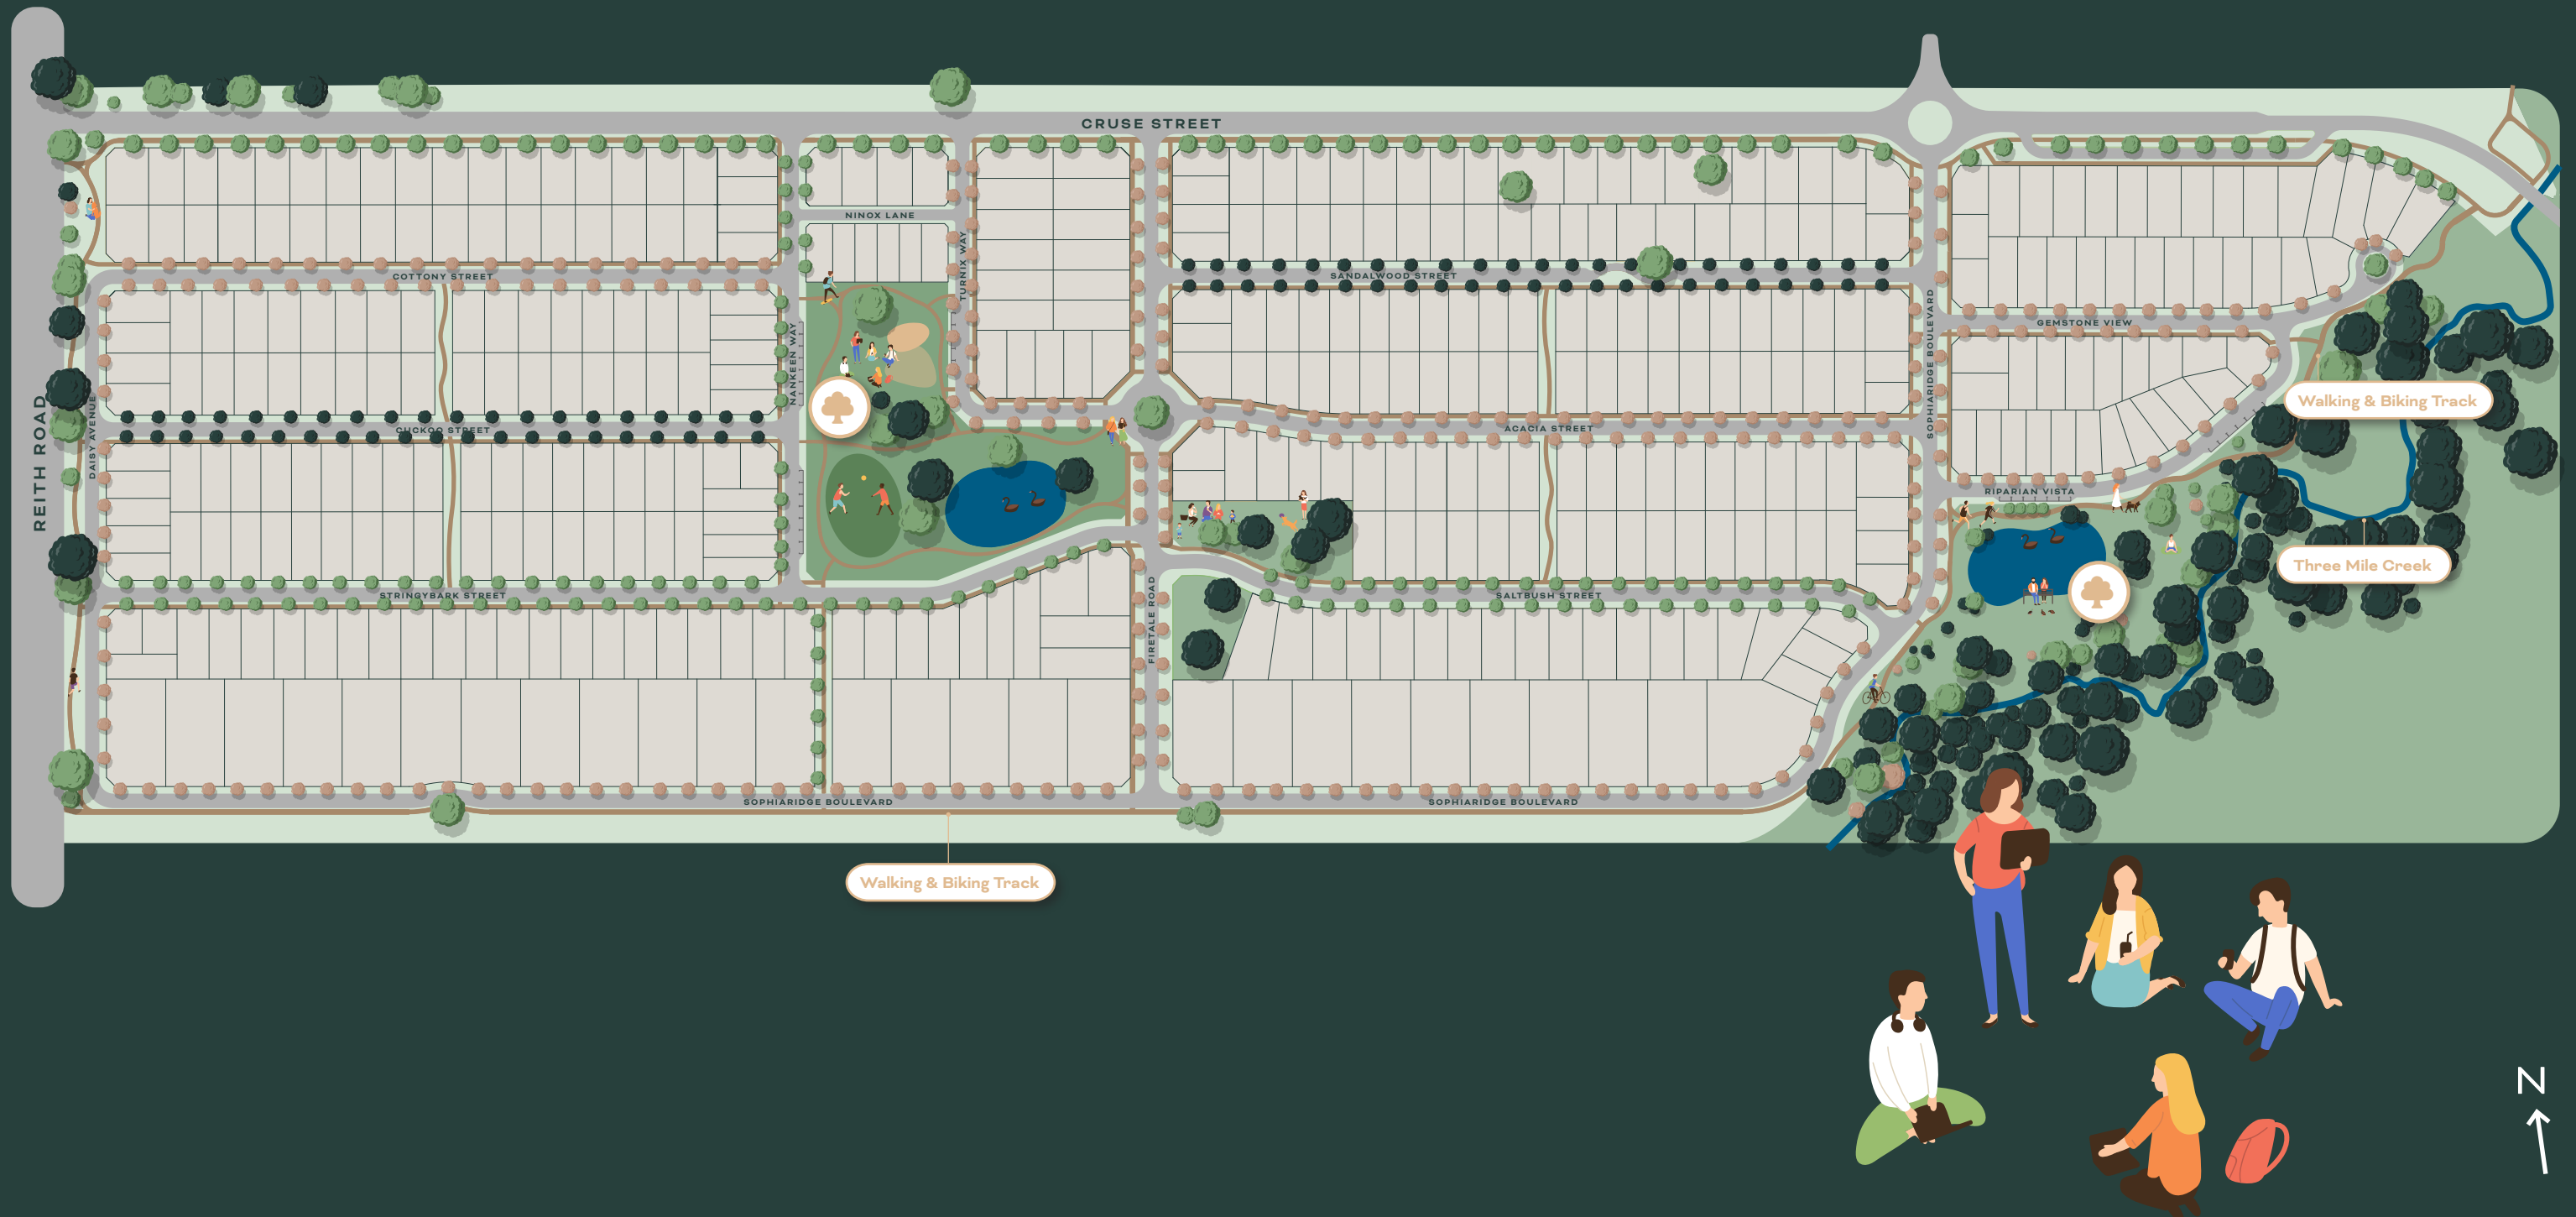 CRUSE STREET
NINOX LANE
TURNIX WAY
COTTONY STREET
SANDALWOOD STREET
SOPHIARIDGE BOULEVARD
GEMSTONE VIEW
NANKEEN WAY
Walking & Biking Track
REITH ROAD
DAISY AVENUE
CUCKOO STREET
ACACIA STREET
RIPARIAN VISTA
Three Mile Creek
STRINGYBARK STREET
FIRETALE ROAD
SALTBUSH STREET
SOPHIARIDGE BOULEVARD
SOPHIARIDGE BOULEVARD
Walking & Biking Track
N